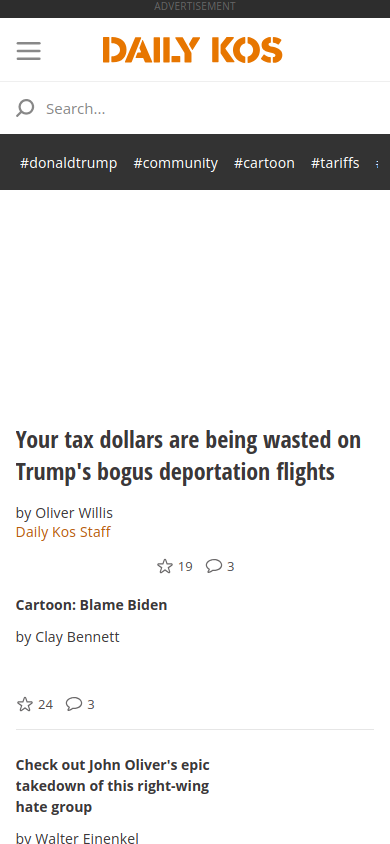 ADVERTISEMENT
DAILY KOS
Search...
#donaldtrump #community #cartoon #tariffs
Your tax dollars are being wasted on
Trump's bogus deportation flights
by Oliver Willis
Daily Kos Staff
19 3
Cartoon: Blame Biden
by Clay Bennett
24 3
Check out John Oliver's epic
takedown of this right-wing
hate group
by Walter Einenkel